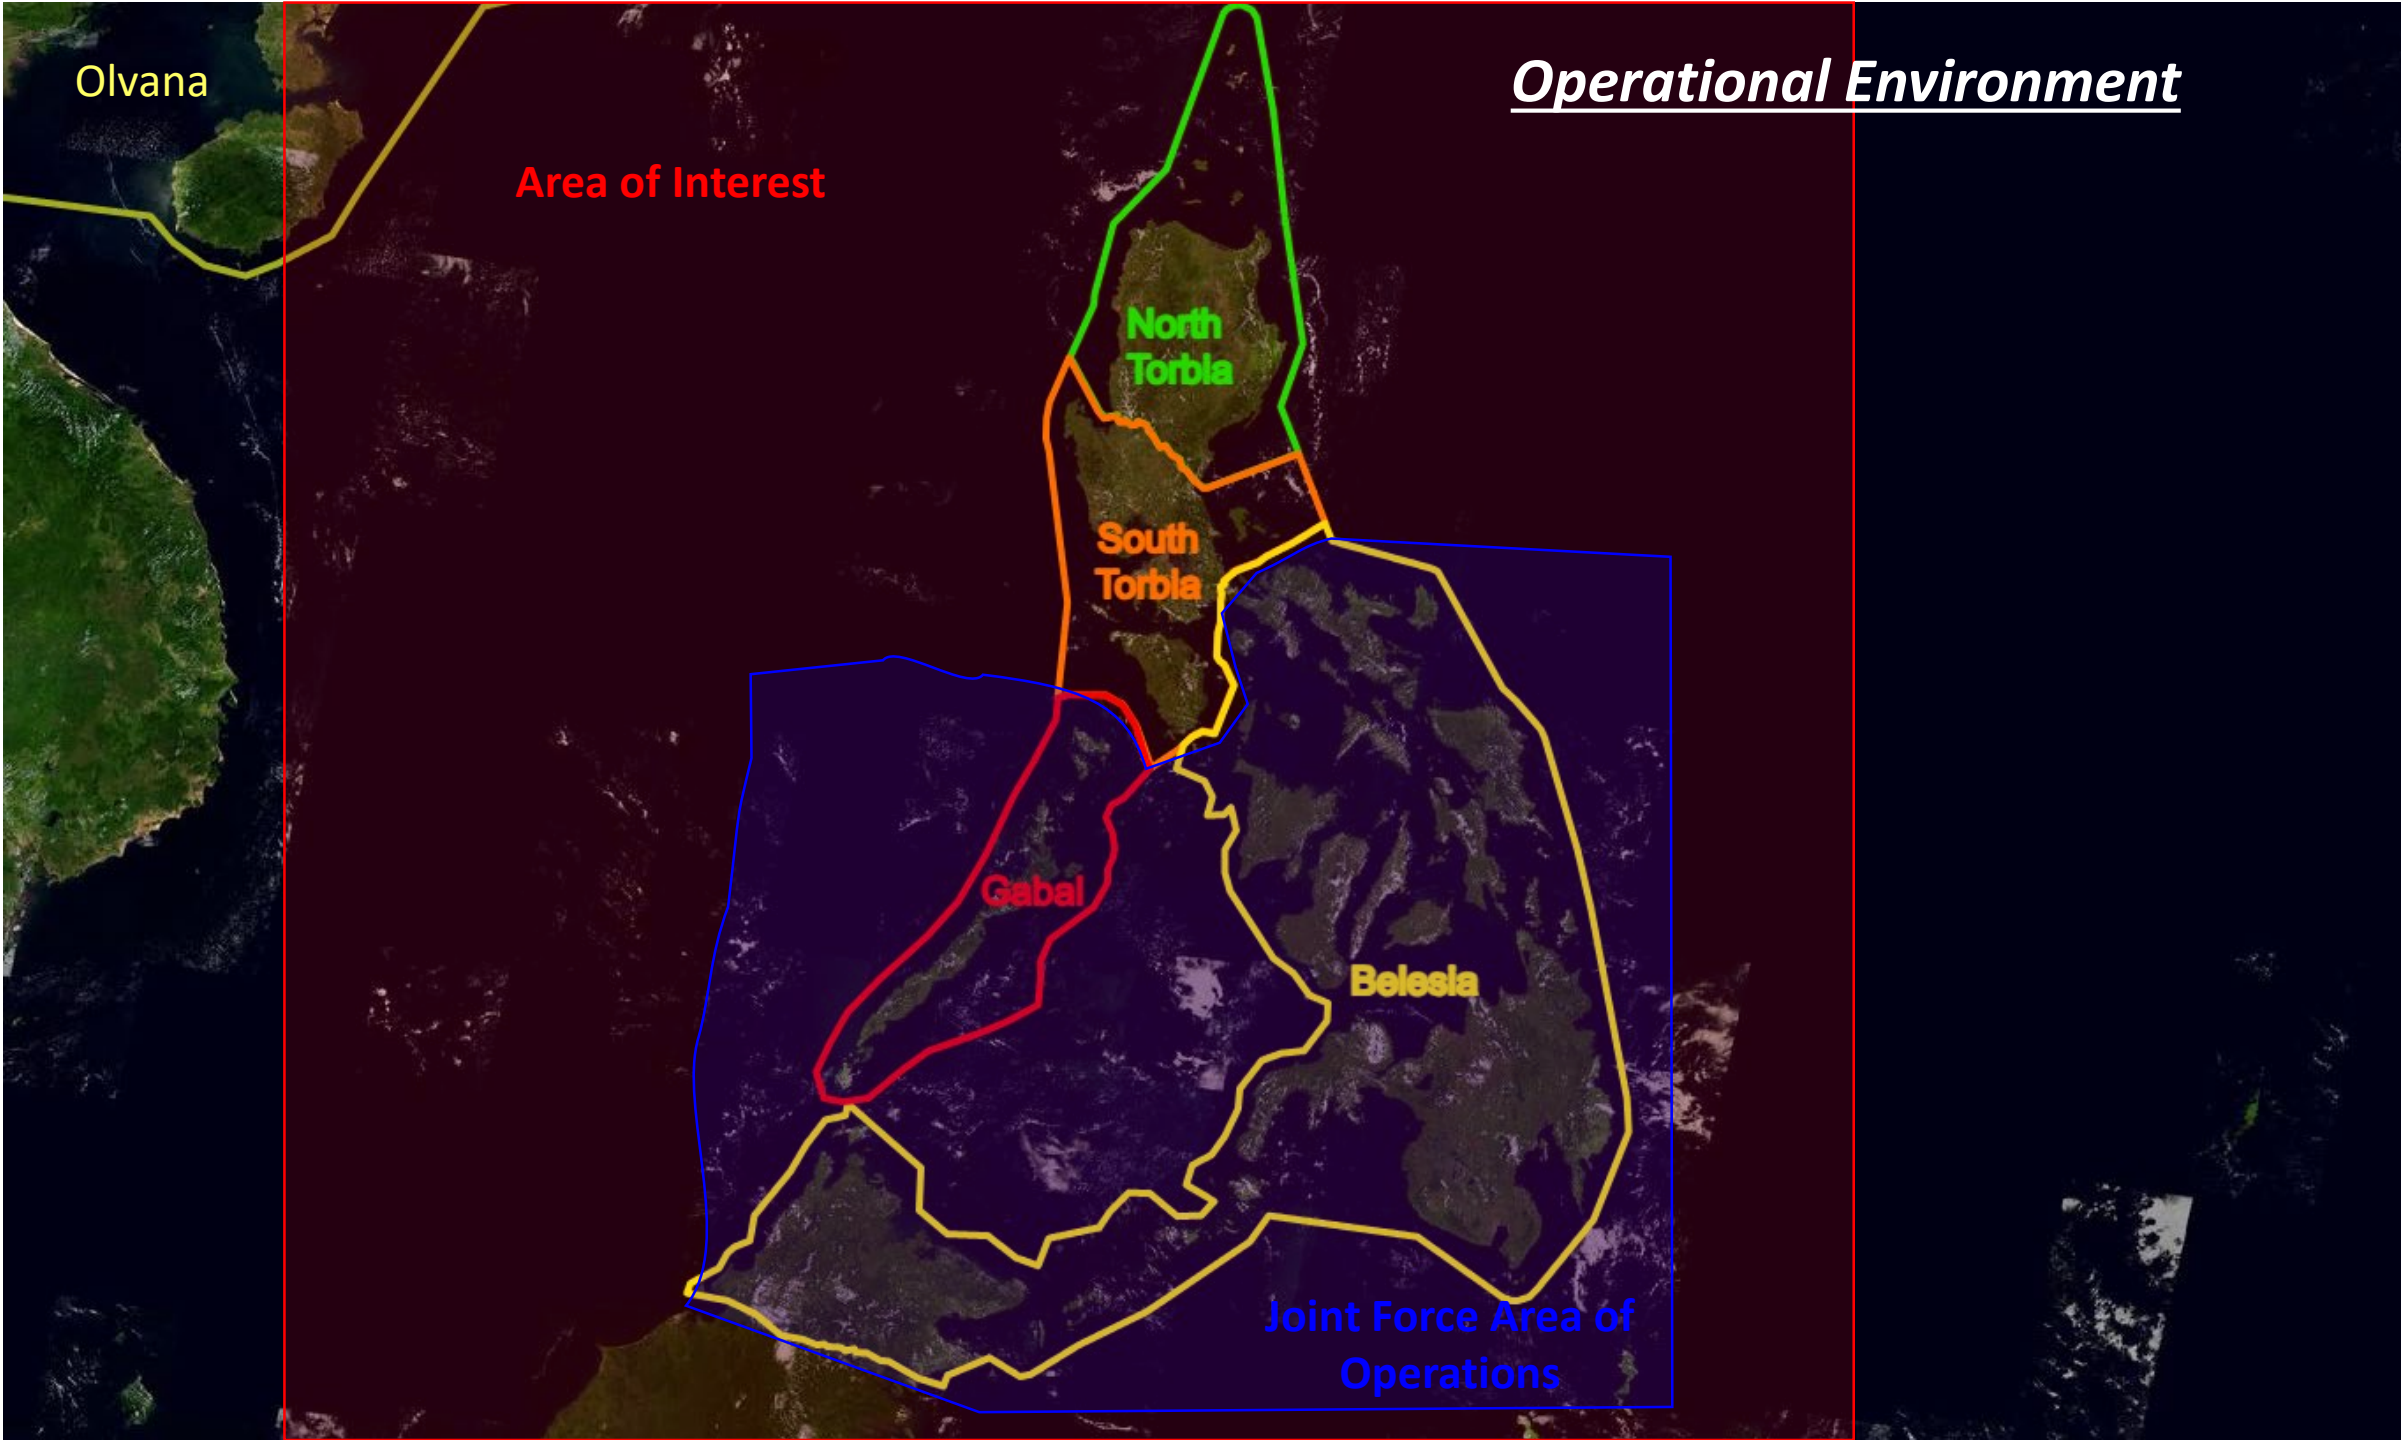 Operational Environment
Olvana
Area of Interest
North
Torbia
South
Torbia
Gabal
Belesia
Joint Force Area of
Operations